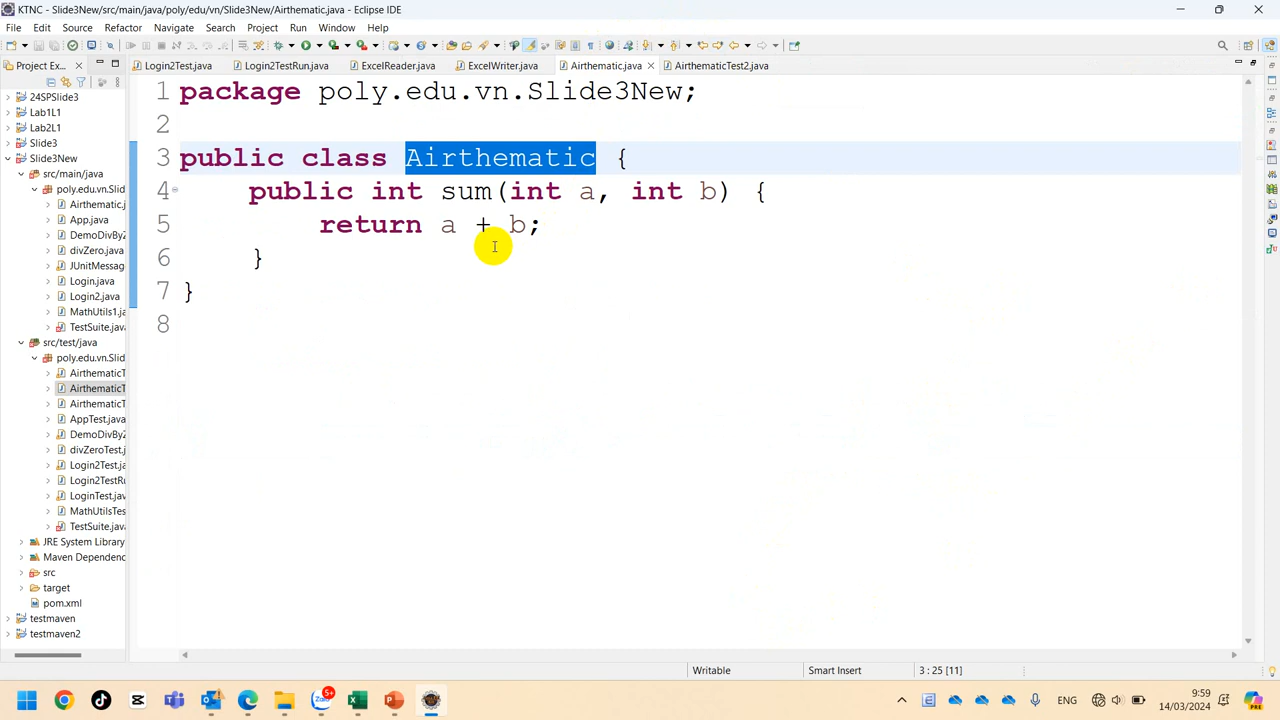 KTNC - Slide3New/src/main/java/poly/edu/vn/Slide3New/Airthematic.java - Eclipse IDE
File Edit Source Refactor Navigate Search Project Run Window Help
Project Ex...
Login2Test.java Login2TestRun.java ExcelReader.java ExcelWriter.java Airthematic.java AirthematicTest2.java
24SPSlide3
Lab1L1
Lab2L1
Slide3
Slide3New
src/main/java
poly.edu.vn.Slid
Airthematic.j
App.java
DemoDivBy2
divZero.java
JUnitMessag
Login.java
Login2.java
MathUtils1.j
TestSuite.jav
src/test/java
poly.edu.vn.Slid
AirthematicT
AirthematicT
AirthematicT
AppTest.java
DemoDivBy2
divZeroTest.j
Login2Test.ja
Login2TestRu
LoginTest.jav
MathUtilsTes
TestSuite.jav
JRE System Library
Maven Dependenc
src
target
pom.xml
testmaven
testmaven2
1 package poly.edu.vn.Slide3New;
2
3 public class Airthematic {
4 public int sum(int a, int b) {
5 return a + b;
6 }
7 }
8
Writable Smart Insert 3 : 25 [11]
5+
ENG
9:59
14/03/2024
PRE